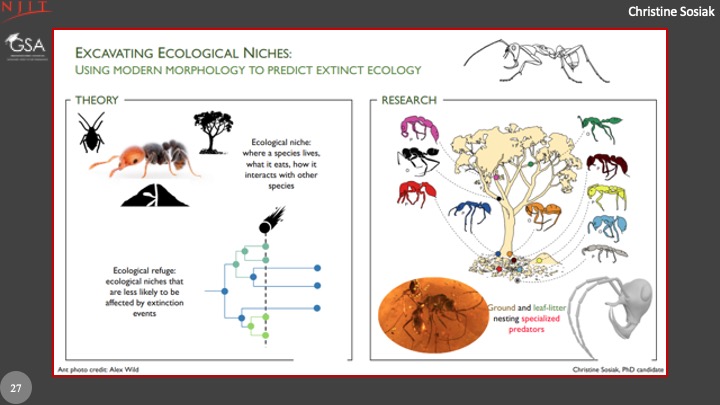 NJIT
Christine Sosiak
GSA
EXCAVATING ECOLOGICAL NICHES:
USING MODERN MORPHOLOGY TO PREDICT EXTINCT ECOLOGY
THEORY
Ecological niche:
where a species lives,
what it eats, how it
interacts with other
species
Ecological refuge:
ecological niches that
are less likely to be
affected by extinction
events
RESEARCH
Ground and leaf-litter
nesting specialized
predators
Ant photo credit: Alex Wild
Christine Sosiak, PhD candidate
27